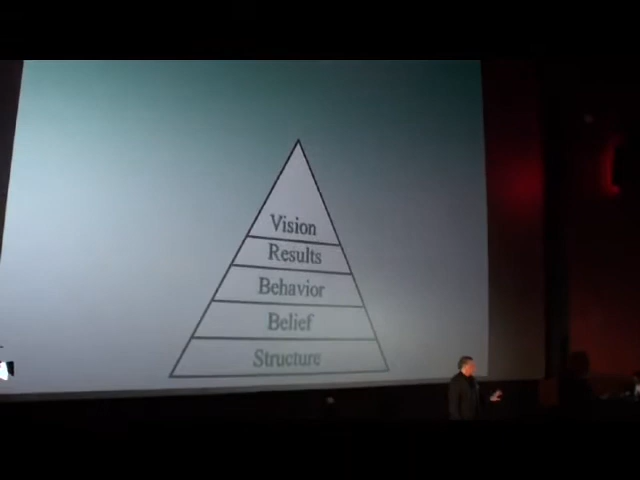 Vision
Results
Behavior
Belief
Structure